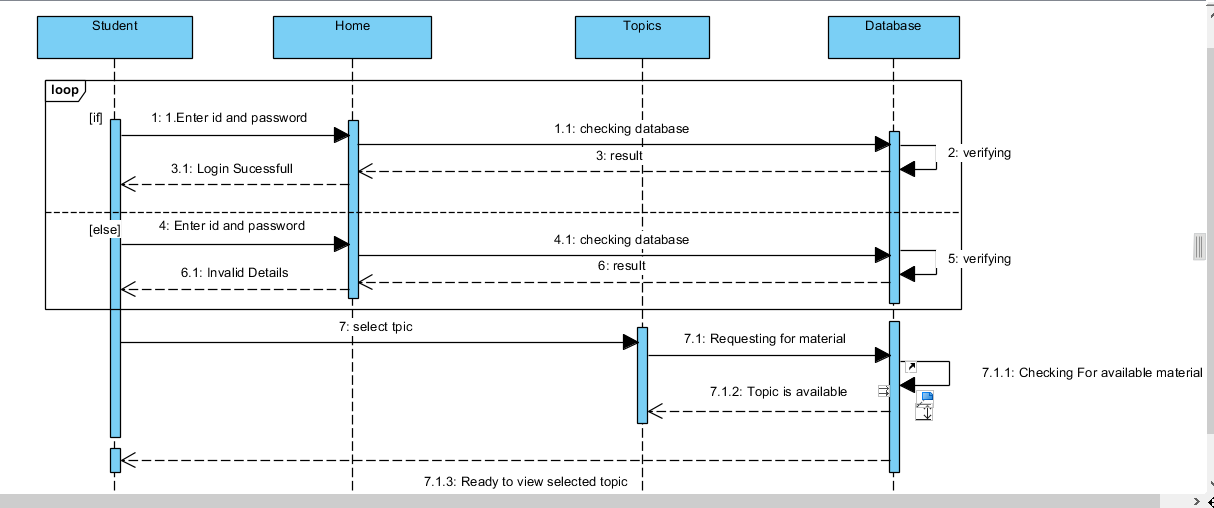 Student
Home
Topics
Database
loop
[if]
1: 1.Enter id and password
1.1: checking database
2: verifying
3: result
3.1: Login Sucessfull
[else]
4: Enter id and password
4.1: checking database
5: verifying
6: result
6.1: Invalid Details
7: select tpic
7.1: Requesting for material
7.1.1: Checking For available material
7.1.2: Topic is available
7.1.3: Ready to view selected topic